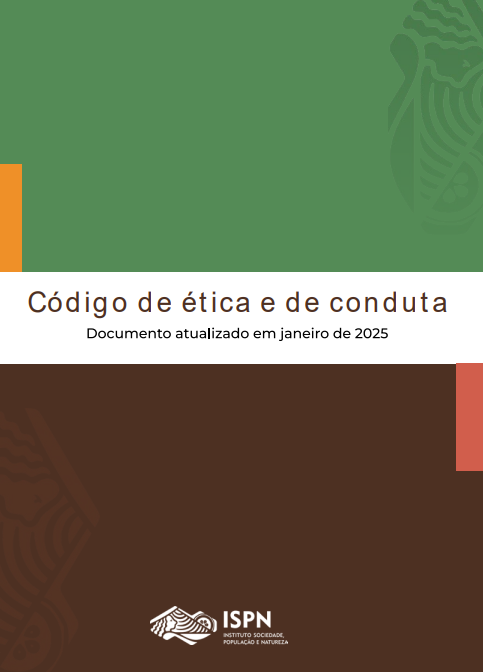 Código de ética e de conduta
Documento atualizado em janeiro de 2025
ISPN
INSTITUTO SOCIEDADE,
POPULAÇÃO E NATUREZA